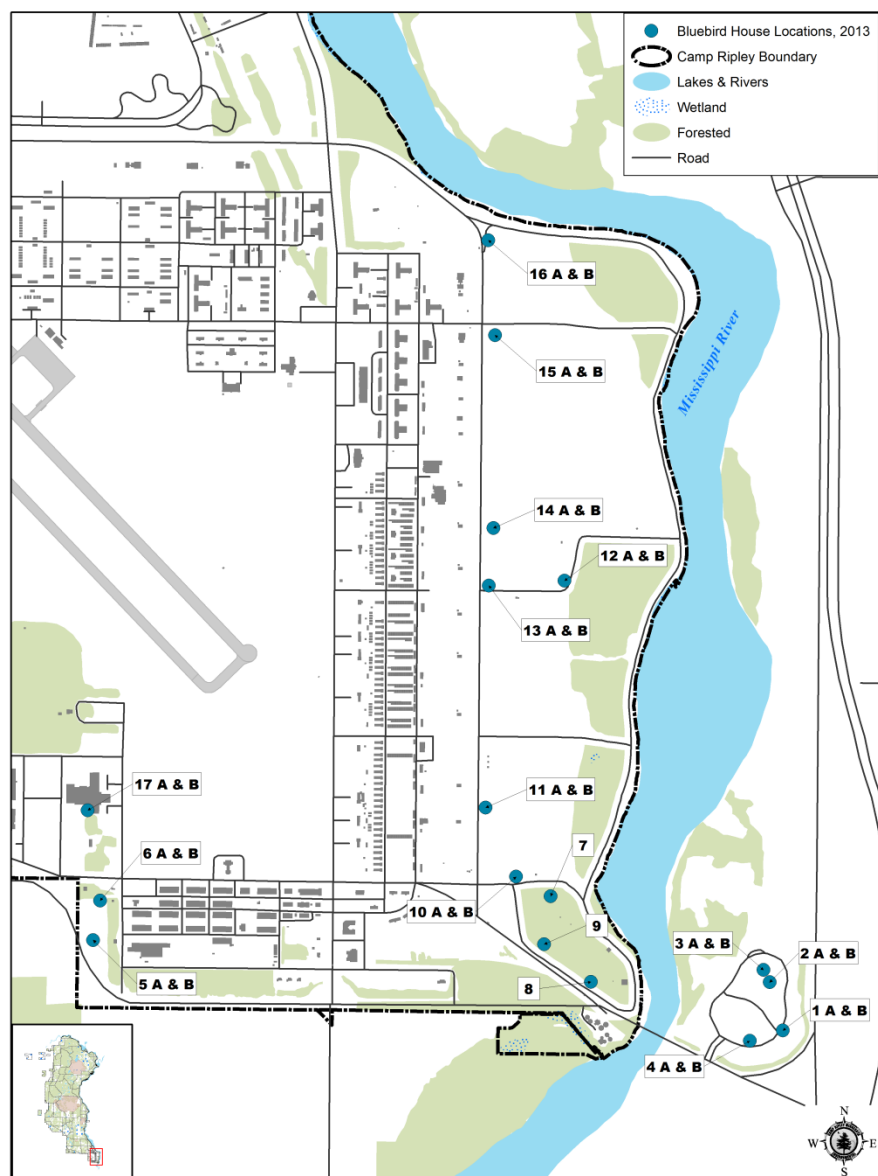 Bluebird House Locations, 2013
Camp Ripley Boundary
Lakes & Rivers
Wetland
Forested
Road
16 A & B
Mississippi River
15 A & B
14 A & B
12 A & B
13 A & B
17 A & B
11 A & B
6 A & B
7
10 A & B
9
3 A & B
2 A & B
5 A & B
8
1 A & B
4 A & B
N
W E
S